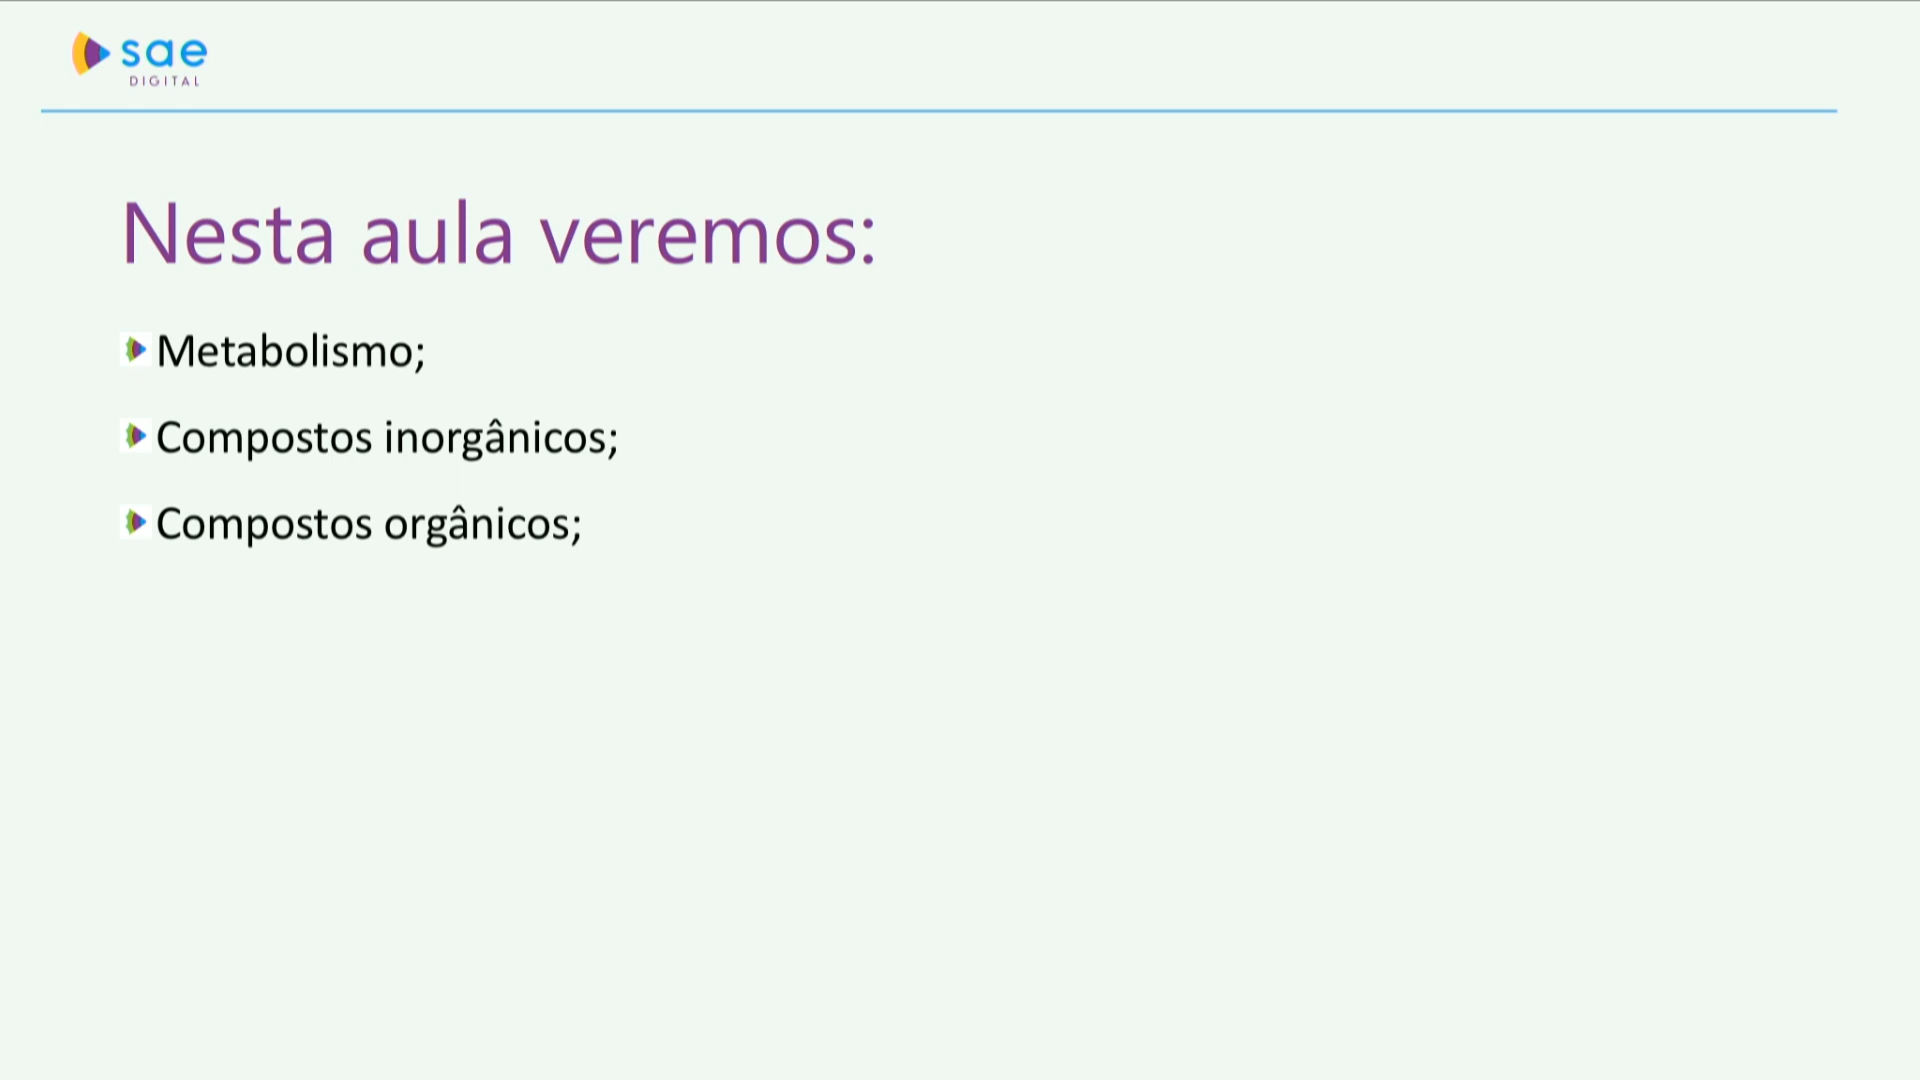 sae
DIGITAL
Nesta aula veremos:
Metabolismo;
Compostos inorgânicos;
Compostos orgânicos;